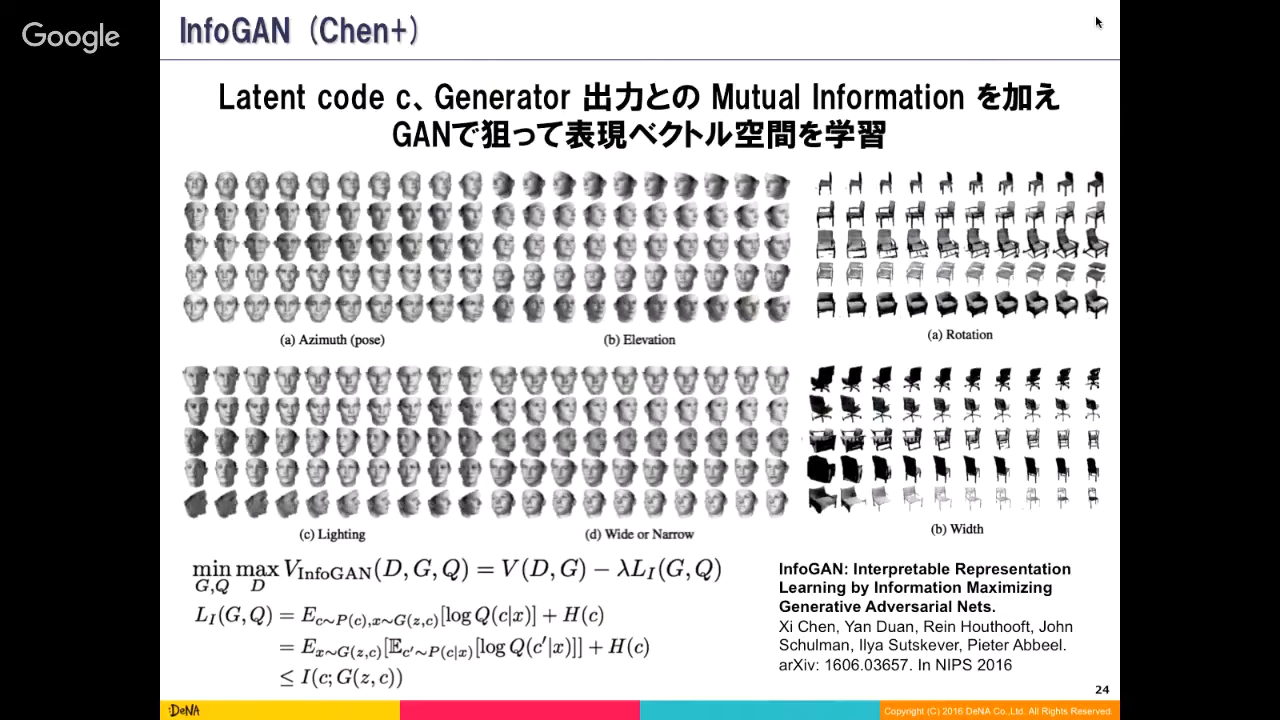 Google
InfoGAN (Chen+)
Latent code c、Generator 出力との Mutual Information を加え
GANで狙って表現ベクトル空間を学習
(a) Azimuth (pose)
(b) Elevation
(a) Rotation
(c) Lighting
(d) Wide or Narrow
(b) Width
min_{G,Q} max_D V_InfoGAN(D, G, Q) = V(D, G) − λL_I(G, Q)
L_I(G, Q) = E_{c∼P(c),x∼G(z,c)}[log Q(c|x)] + H(c)
= E_{x∼G(z,c)}[𝔼_{c′∼P(c|x)}[log Q(c′|x)]] + H(c)
≤ I(c; G(z, c))
InfoGAN: Interpretable Representation
Learning by Information Maximizing
Generative Adversarial Nets.
Xi Chen, Yan Duan, Rein Houthooft, John
Schulman, Ilya Sutskever, Pieter Abbeel.
arXiv: 1606.03657. In NIPS 2016
24
:DeNA
Copyright (C) 2016 DeNA Co.,Ltd. All Rights Reserved.